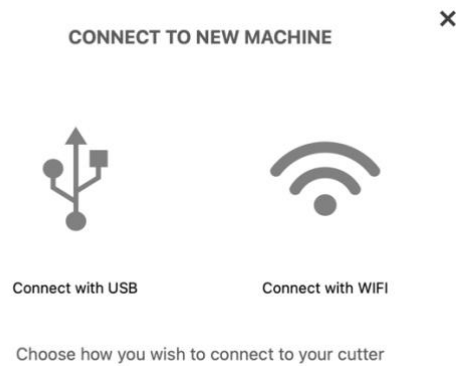 CONNECT TO NEW MACHINE
Connect with USB
Connect with WIFI
Choose how you wish to connect to your cutter